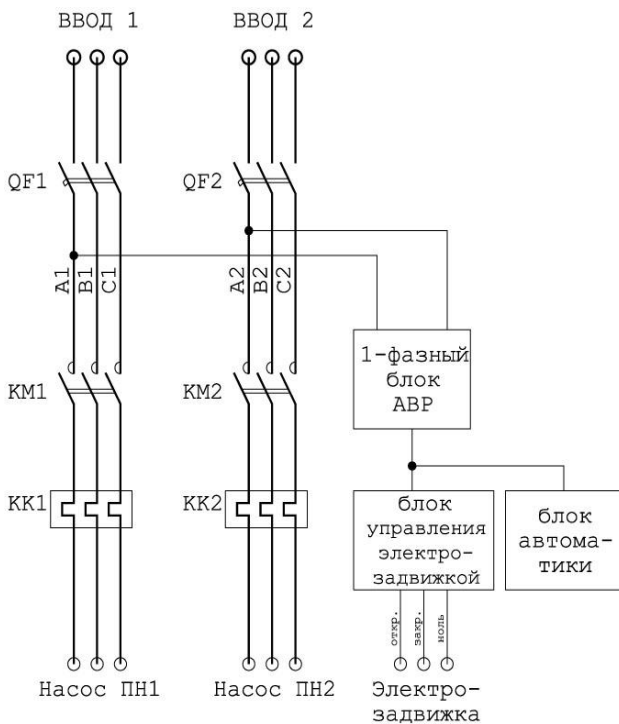 ВВОД 1
ВВОД 2
QF1
QF2
A1
B1
C1
A2
B2
C2
1-фазный
блок
АВР
KM1
KM2
KK1
KK2
блок
управления
электро-
задвижкой
блок
автома-
тики
откр.
закр.
ноль
Насос ПН1
Насос ПН2
Электро-
задвижка